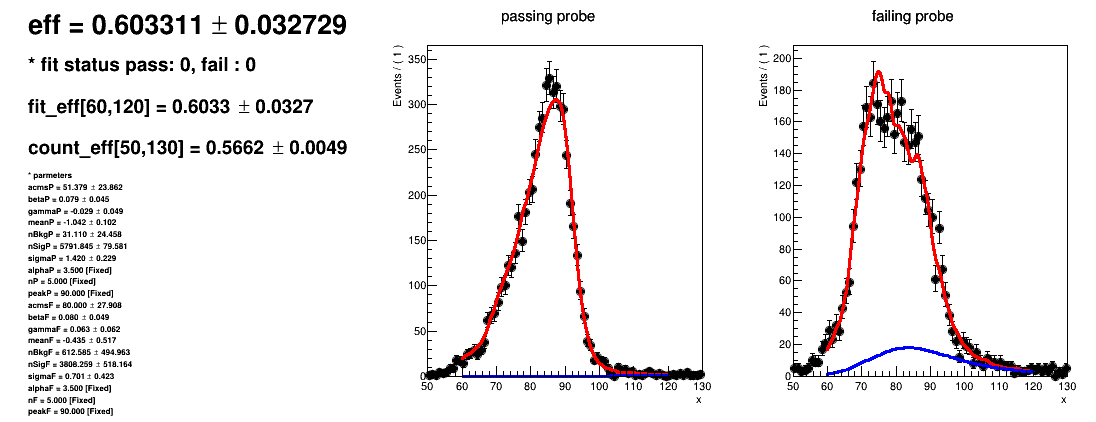 eff = 0.603311 ± 0.032729
* fit status pass: 0, fail : 0
fit_eff[60,120] = 0.6033 ± 0.0327
count_eff[50,130] = 0.5662 ± 0.0049
* parmeters
acmsP = 51.379 ± 23.862
betaP = 0.079 ± 0.045
gammaP = -0.029 ± 0.049
meanP = -1.042 ± 0.102
nBkgP = 31.110 ± 24.458
nSigP = 5791.845 ± 79.581
sigmaP = 1.420 ± 0.229
alphaP = 3.500 [Fixed]
nP = 5.000 [Fixed]
peakP = 90.000 [Fixed]
acmsF = 80.000 ± 27.908
betaF = 0.080 ± 0.049
gammaF = 0.063 ± 0.062
meanF = -0.435 ± 0.517
nBkgF = 612.585 ± 494.963
nSigF = 3808.259 ± 518.164
sigmaF = 0.701 ± 0.423
alphaF = 3.500 [Fixed]
nF = 5.000 [Fixed]
peakF = 90.000 [Fixed]
passing probe
Events / ( 1 )
350
300
250
200
150
100
50
0
50 60 70 80 90 100 110 120 130
x
failing probe
Events / ( 1 )
200
180
160
140
120
100
80
60
40
20
0
50 60 70 80 90 100 110 120 130
x